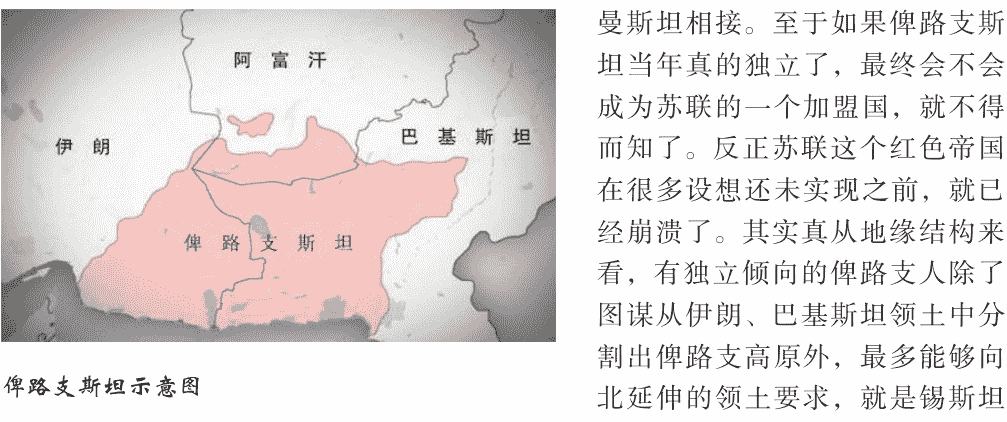 阿富汗
伊朗
巴基斯坦
俾路支斯坦
俾路支斯坦示意图
曼斯坦相接。至于如果俾路支斯
坦当年真的独立了，最终会不会
成为苏联的一个加盟国，就不得
而知了。反正苏联这个红色帝国
在很多设想还未实现之前，就已
经崩溃了。其实真从地缘结构来
看，有独立倾向的俾路支人除了
图谋从伊朗、巴基斯坦领土中分
割出俾路支高原外，最多能够向
北延伸的领土要求，就是锡斯坦